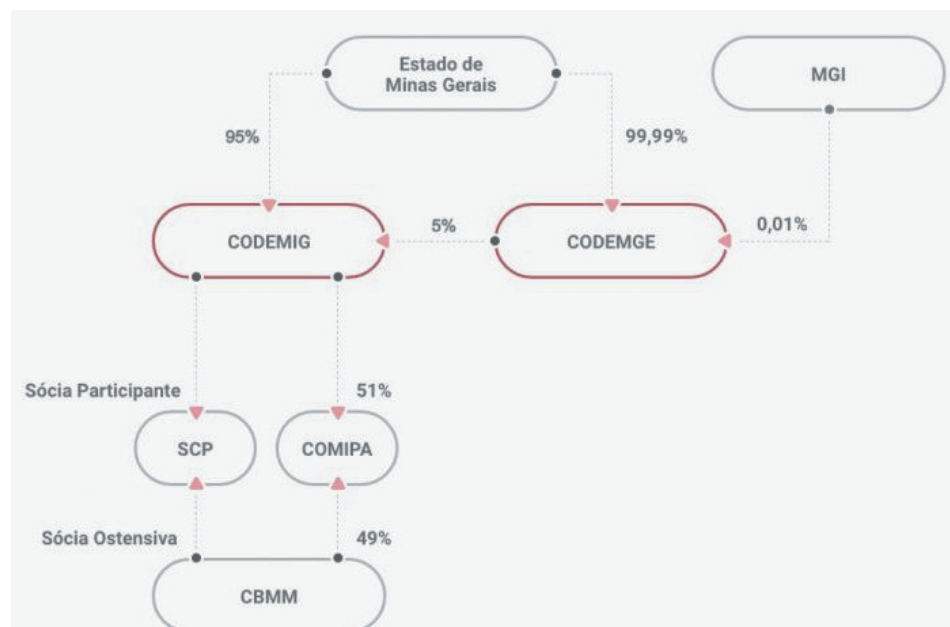 Estado de
Minas Gerais
MGI
95%
99,99%
CODEMIG
5%
CODEMGE
0,01%
Sócia Participante
51%
SCP
COMIPA
Sócia Ostensiva
49%
CBMM